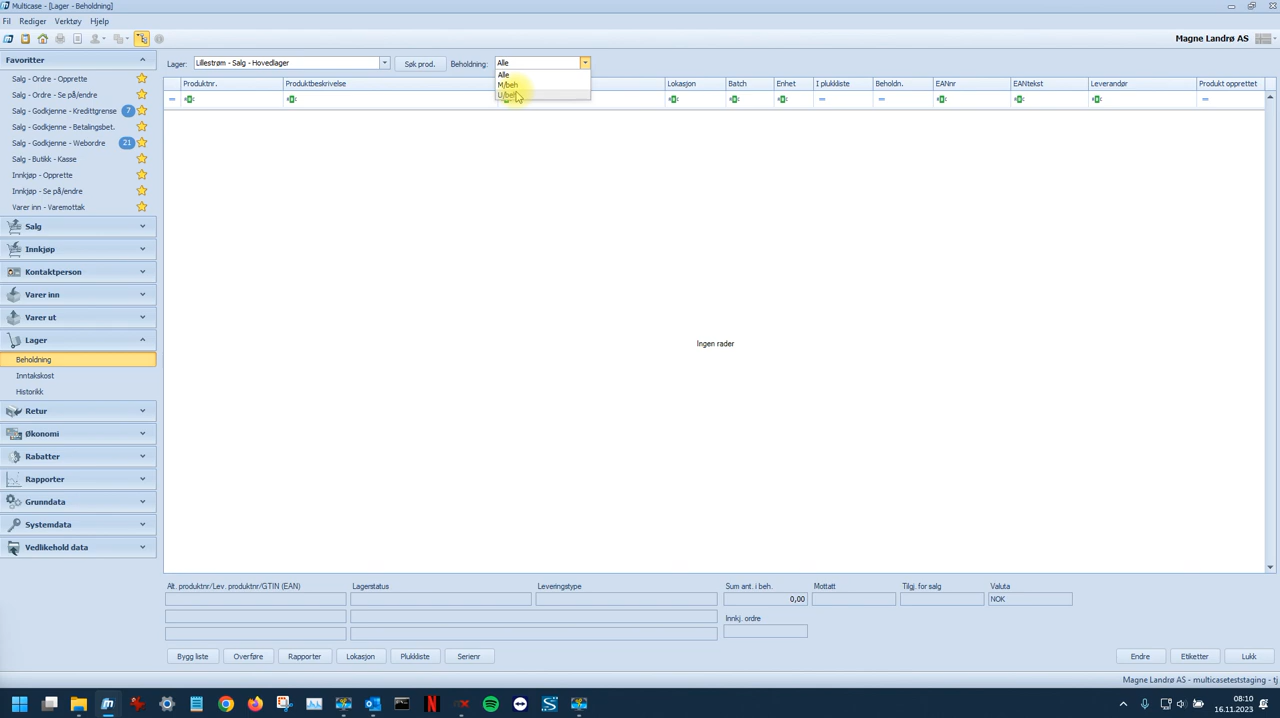 Multicase - [Lager - Beholdning]
Fil Rediger Verktøy Hjelp
Magne Landrø AS
Favoritter
Lager: Lillestrøm - Salg - Hovedlager Søk prod. Beholdning: Alle
Alle
M/beh
U/beh
Produktnr. Produktbeskrivelse Lokasjon Batch Enhet I plukkliste Beholdn. EANnr EANtekst Leverandør Produkt opprettet
Salg - Ordre - Opprette
Salg - Ordre - Se på/endre
Salg - Godkjenne - Kredittgrense 7
Salg - Godkjenne - Betalingsbet.
Salg - Godkjenne - Webordre 21
Salg - Butikk - Kasse
Innkjøp - Opprette
Innkjøp - Se på/endre
Varer inn - Varemottak
Salg
Innkjøp
Kontaktperson
Varer inn
Varer ut
Lager
Beholdning
Inntakskost
Historikk
Retur
Økonomi
Rabatter
Rapporter
Grunndata
Systemdata
Vedlikehold data
Ingen rader
Alt. produktnr/Lev. produktnr/GTIN (EAN) Lagerstatus Leveringstype Sum ant. i beh. Mottatt Tilgj. for salg Valuta
0,00 NOK
Innkj. ordre
Bygg liste Overføre Rapporter Lokasjon Plukkliste Serienr Endre Etiketter Lukk
Magne Landrø AS - multicaseteststaging - tj
08:10
16.11.2023